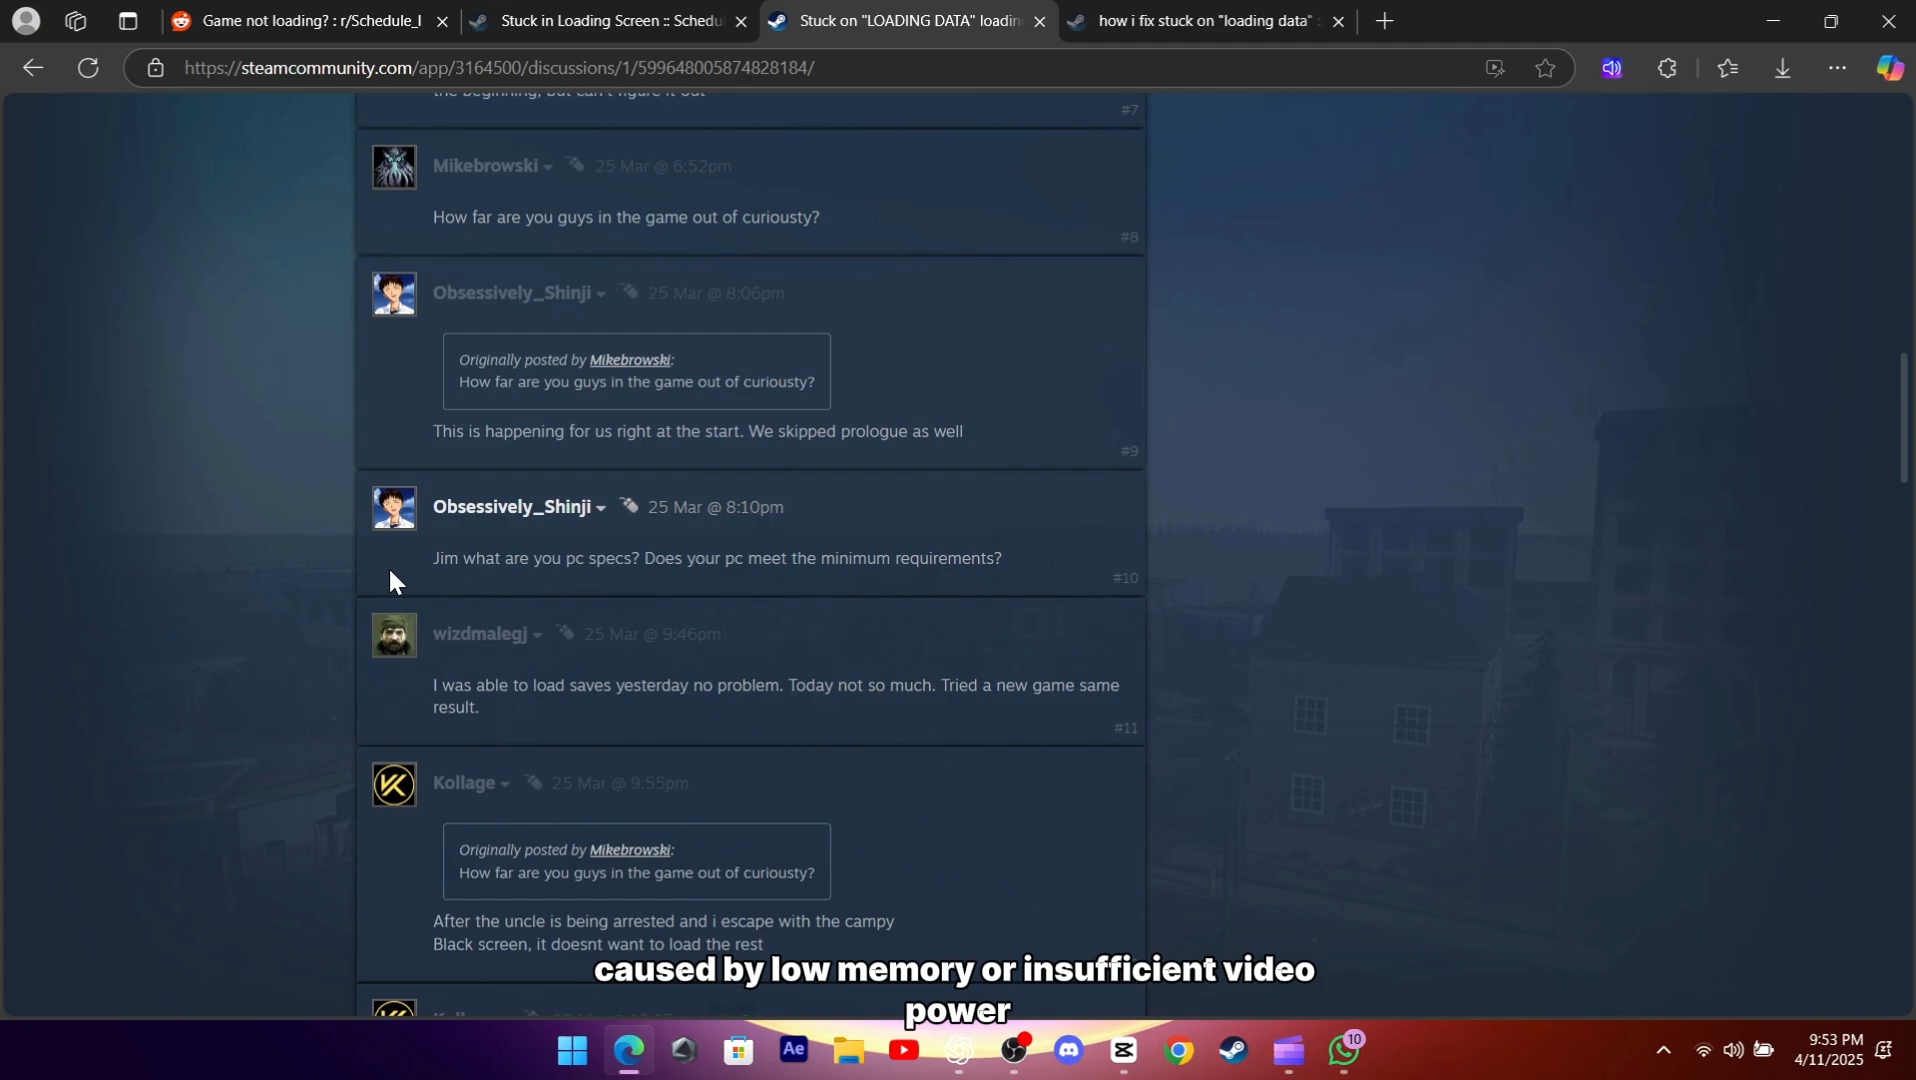 Game not loading? : r/Schedule_I
Stuck in Loading Screen :: Schedu
Stuck on "LOADING DATA" loadin
how i fix stuck on "loading data" :
https://steamcommunity.com/app/3164500/discussions/1/599648005874828184/
the beginning, but can't figure it out
#7
Mikebrowski
25 Mar @ 6:52pm
How far are you guys in the game out of curiousty?
#8
Obsessively_Shinji
25 Mar @ 8:06pm
Originally posted by Mikebrowski:
How far are you guys in the game out of curiousty?
This is happening for us right at the start. We skipped prologue as well
#9
Obsessively_Shinji
25 Mar @ 8:10pm
Jim what are you pc specs? Does your pc meet the minimum requirements?
#10
wizdmalegj
25 Mar @ 9:46pm
I was able to load saves yesterday no problem. Today not so much. Tried a new game same
result.
#11
Kollage
25 Mar @ 9:55pm
Originally posted by Mikebrowski:
How far are you guys in the game out of curiousty?
After the uncle is being arrested and i escape with the campy
Black screen, it doesnt want to load the rest
caused by low memory or insufficient video
power
Ae
10
9:53 PM
4/11/2025